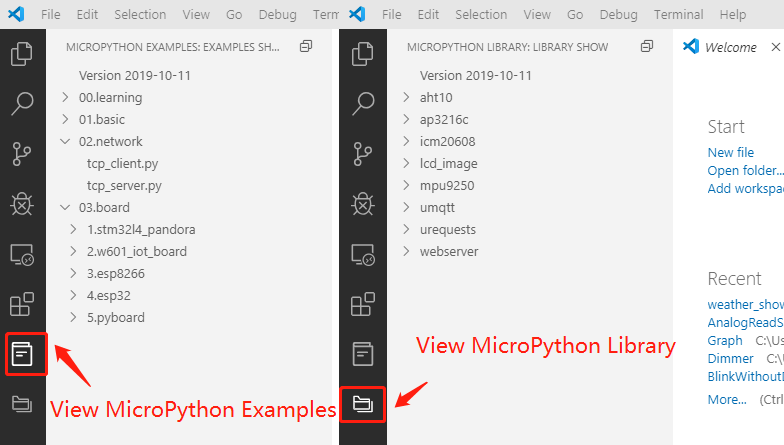 File Edit Selection View Go Debug Term
MICROPYTHON EXAMPLES: EXAMPLES SH...
Version 2019-10-11
00.learning
01.basic
02.network
tcp_client.py
tcp_server.py
03.board
1.stm32l4_pandora
2.w601_iot_board
3.esp8266
4.esp32
5.pyboard
View MicroPython Examples
File Edit Selection View Go Debug Terminal Help
MICROPYTHON LIBRARY: LIBRARY SHOW
Version 2019-10-11
aht10
ap3216c
icm20608
lcd_image
mpu9250
umqtt
urequests
webserver
View MicroPython Library
Welcome
Start
New file
Open folder...
Add workspa
Recent
weather_show
AnalogReadS
Graph C:\Us
Dimmer C:\U
BlinkWithout
More... (Ctrl